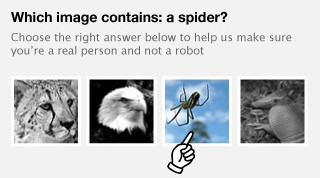 Which image contains: a spider?
Choose the right answer below to help us make sure
you're a real person and not a robot